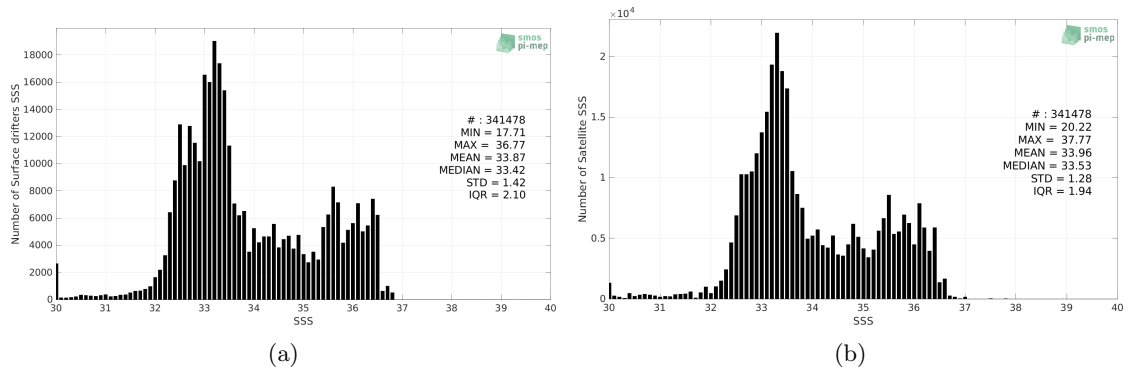 smos
pi-mep
Number of Surface drifters SSS
18000
16000
14000
12000
10000
8000
6000
4000
2000
0
# : 341478
MIN = 17.71
MAX = 36.77
MEAN = 33.87
MEDIAN = 33.42
STD = 1.42
IQR = 2.10
30 31 32 33 34 35 36 37 38 39 40
SSS
(a)
×10⁴
smos
pi-mep
Number of Satellite SSS
2
1.5
1
0.5
0
# : 341478
MIN = 20.22
MAX = 37.77
MEAN = 33.96
MEDIAN = 33.53
STD = 1.28
IQR = 1.94
30 31 32 33 34 35 36 37 38 39 40
SSS
(b)